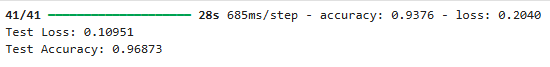 41/41 ━━━━━━━━━━━━━━━━━━━━ 28s 685ms/step - accuracy: 0.9376 - loss: 0.2040
Test Loss: 0.10951
Test Accuracy: 0.96873